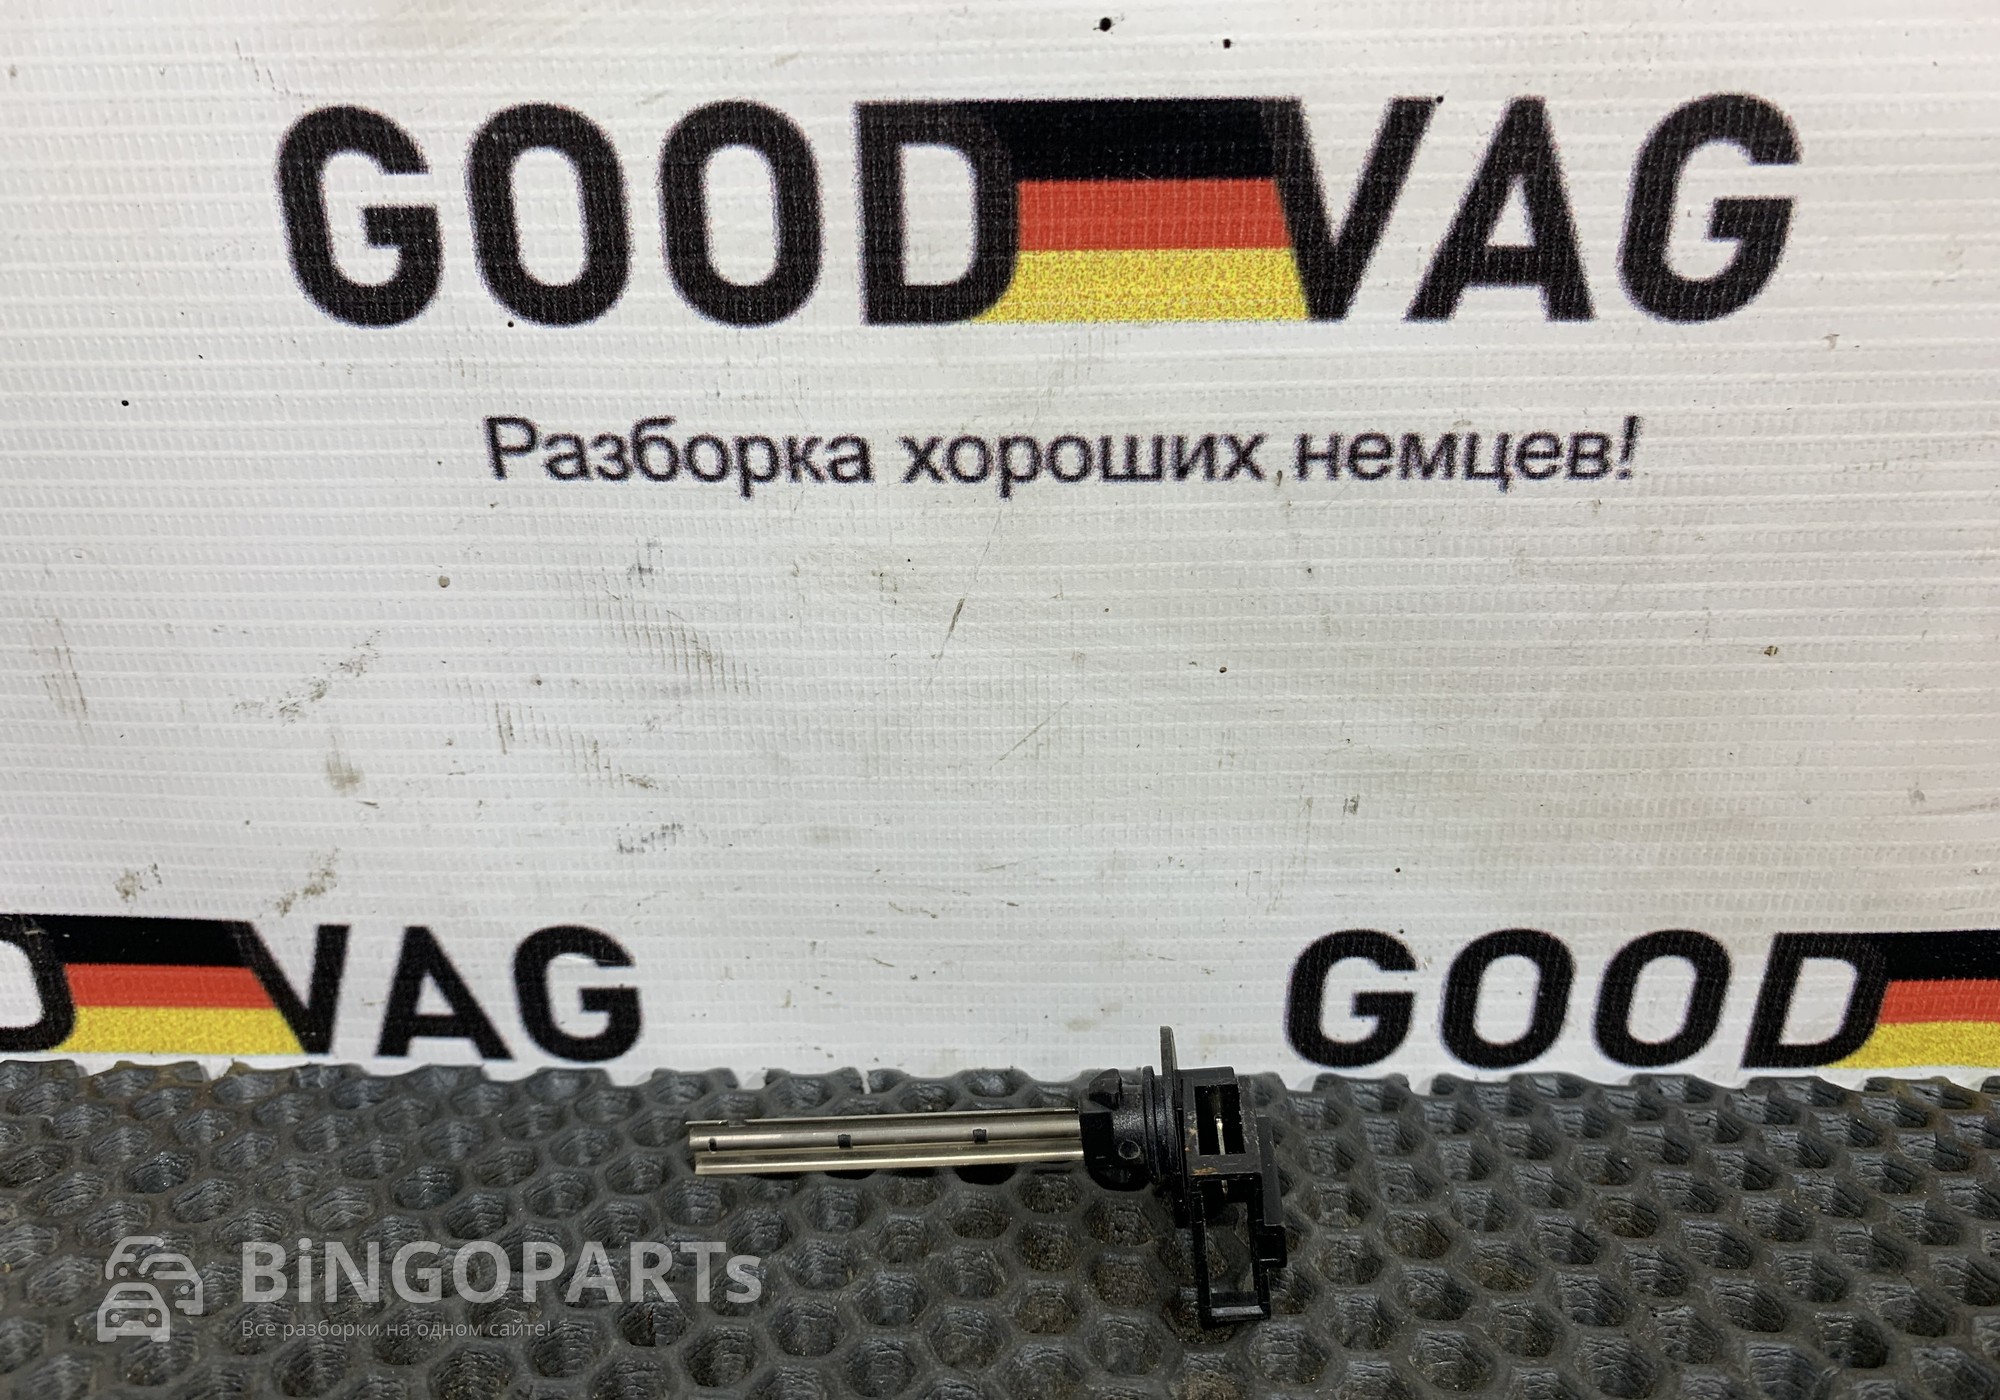 GOOD VAG
Разборка хороших немцев!
D VAG
GOOD
BiNGOPARTs
Все разборки на одном сайте!